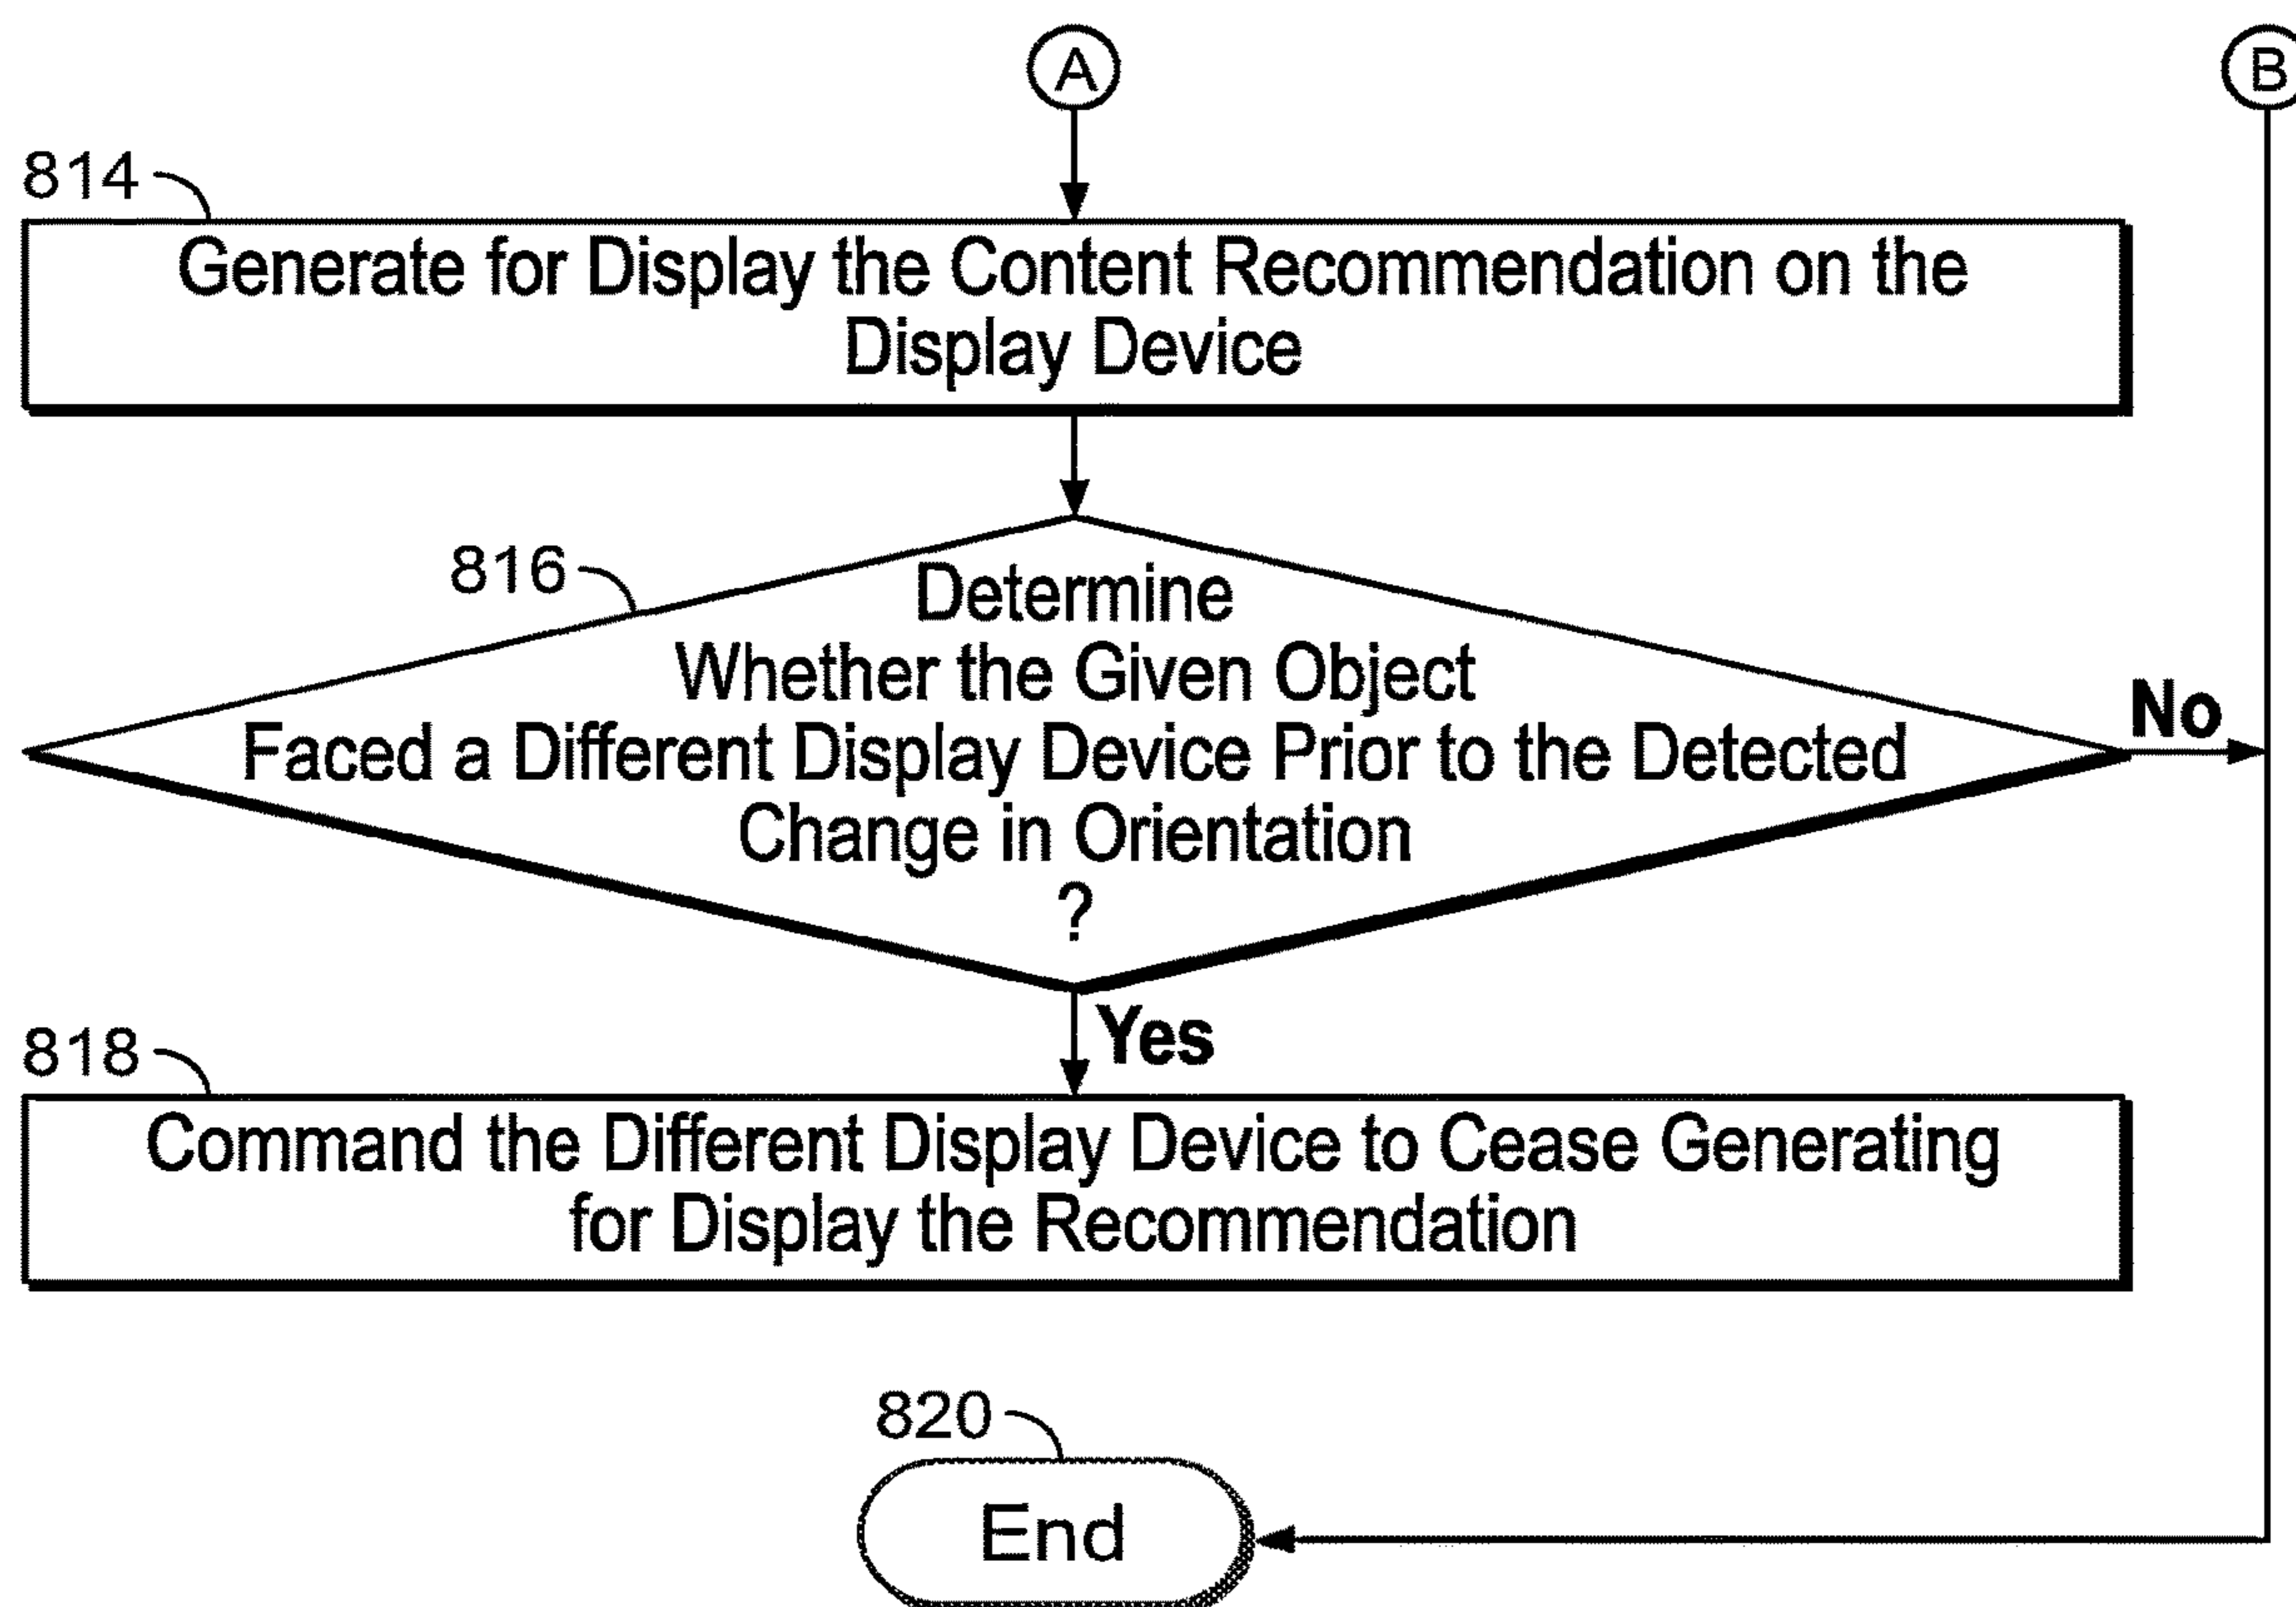 A
B
814
Generate for Display the Content Recommendation on the
Display Device
816
Determine
Whether the Given Object
Faced a Different Display Device Prior to the Detected
Change in Orientation
?
No
Yes
818
Command the Different Display Device to Cease Generating
for Display the Recommendation
820
End